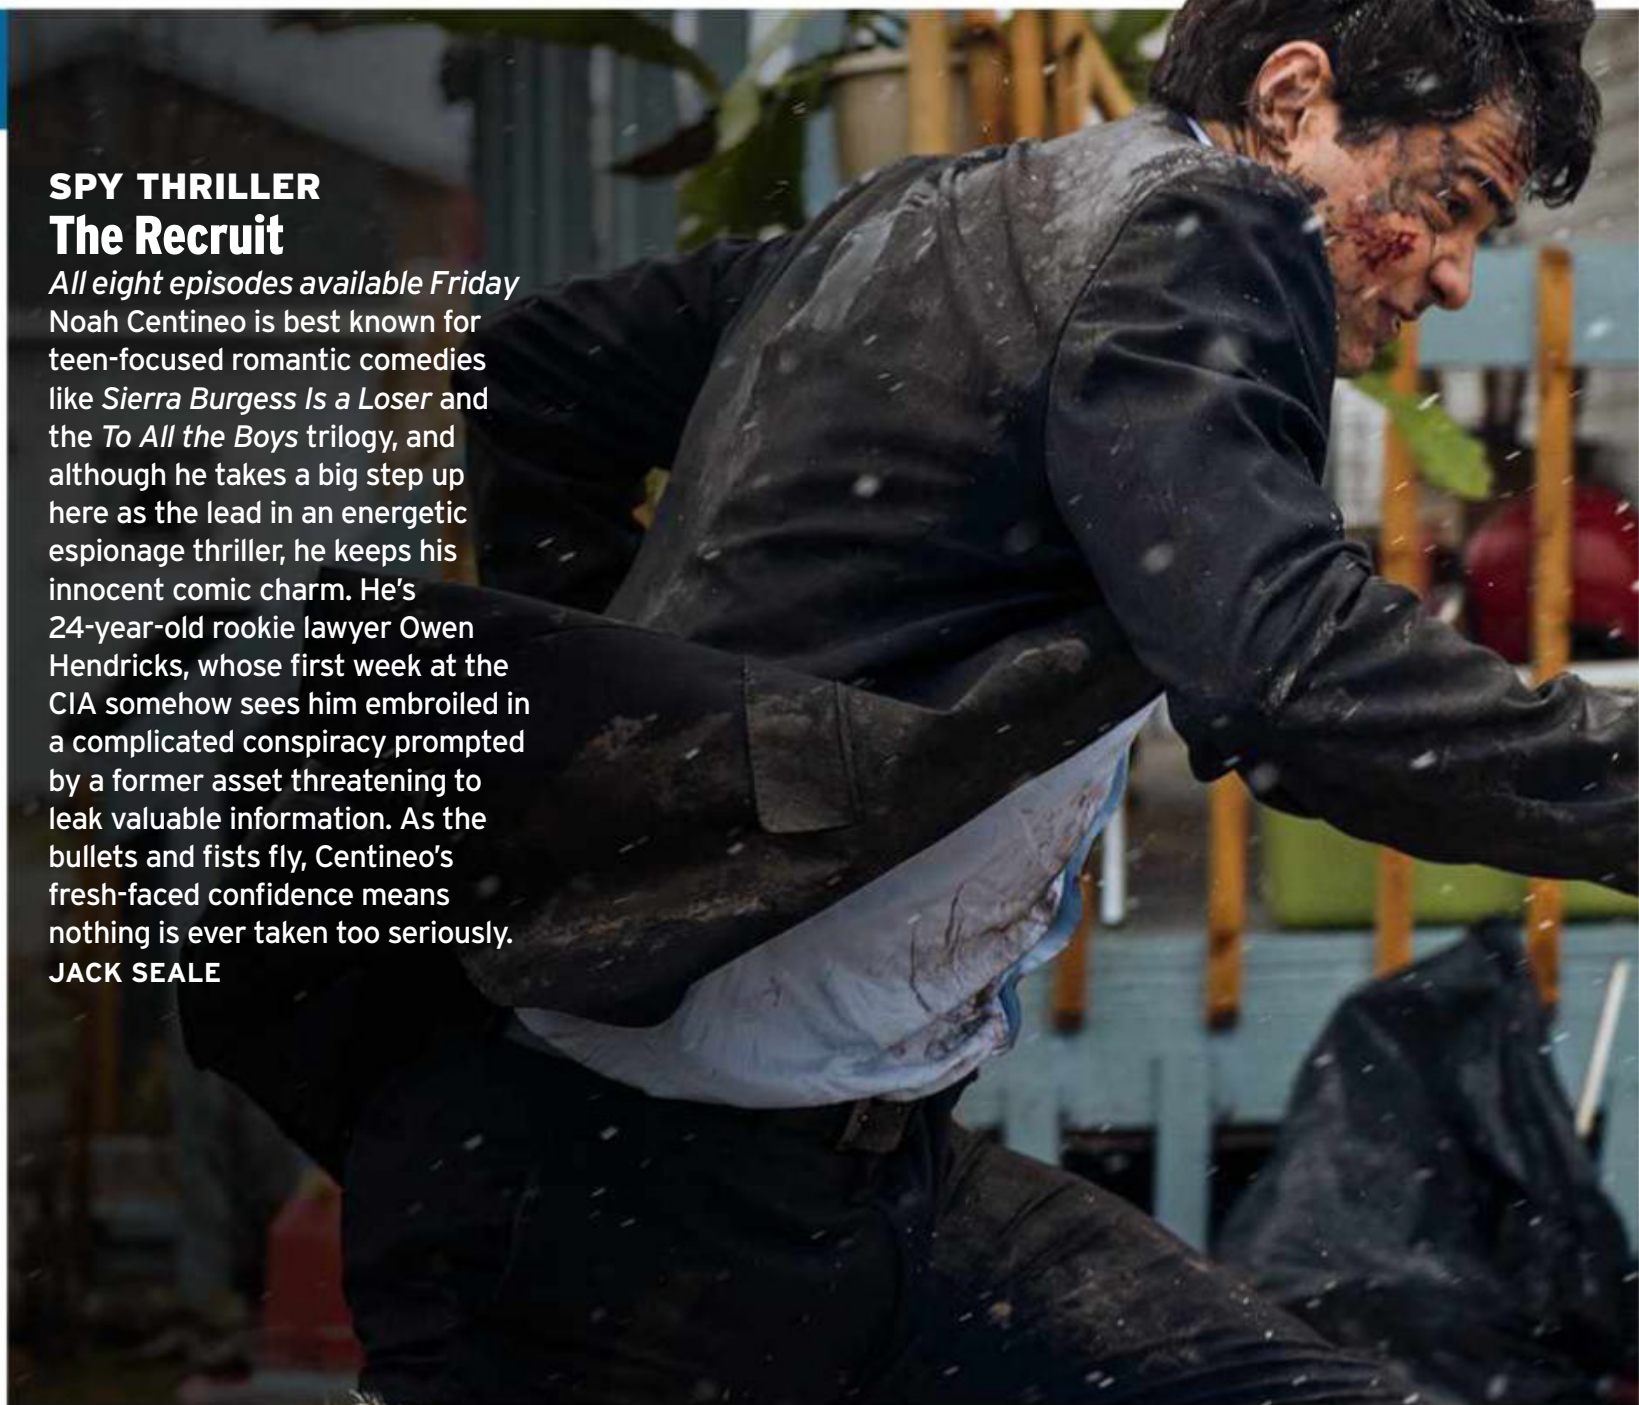 SPY THRILLER
The Recruit
All eight episodes available Friday
Noah Centineo is best known for
teen-focused romantic comedies
like Sierra Burgess Is a Loser and
the To All the Boys trilogy, and
although he takes a big step up
here as the lead in an energetic
espionage thriller, he keeps his
innocent comic charm. He’s
24-year-old rookie lawyer Owen
Hendricks, whose first week at the
CIA somehow sees him embroiled in
a complicated conspiracy prompted
by a former asset threatening to
leak valuable information. As the
bullets and fists fly, Centineo’s
fresh-faced confidence means
nothing is ever taken too seriously.
JACK SEALE